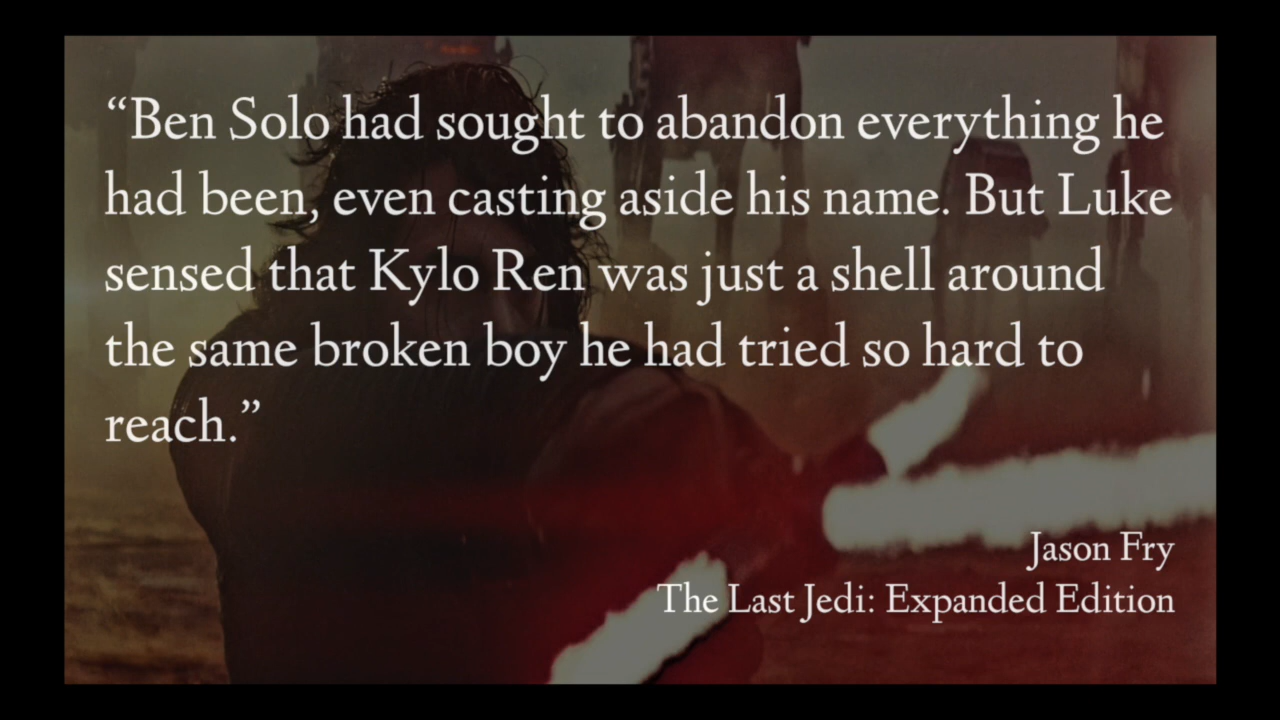 “Ben Solo had sought to abandon everything he
had been, even casting aside his name. But Luke
sensed that Kylo Ren was just a shell around
the same broken boy he had tried so hard to
reach.”
Jason Fry
The Last Jedi: Expanded Edition